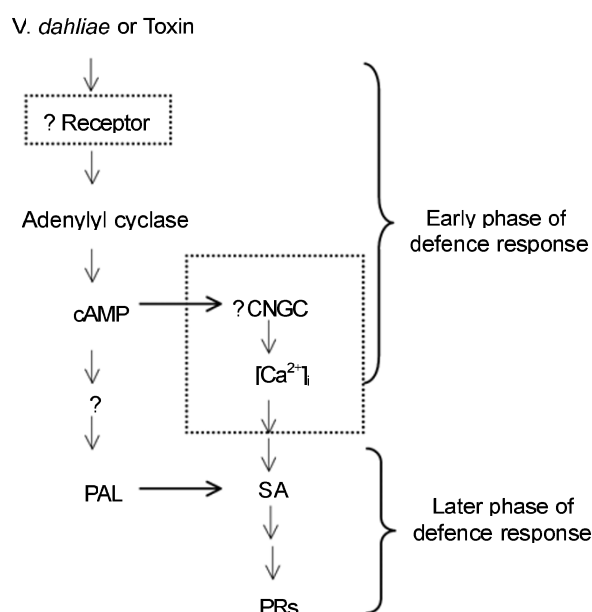 V. dahliae or Toxin
? Receptor
Adenylyl cyclase
Early phase of
defence response
cAMP
? CNGC
[Ca²⁺]i
?
PAL
SA
Later phase of
defence response
PRs